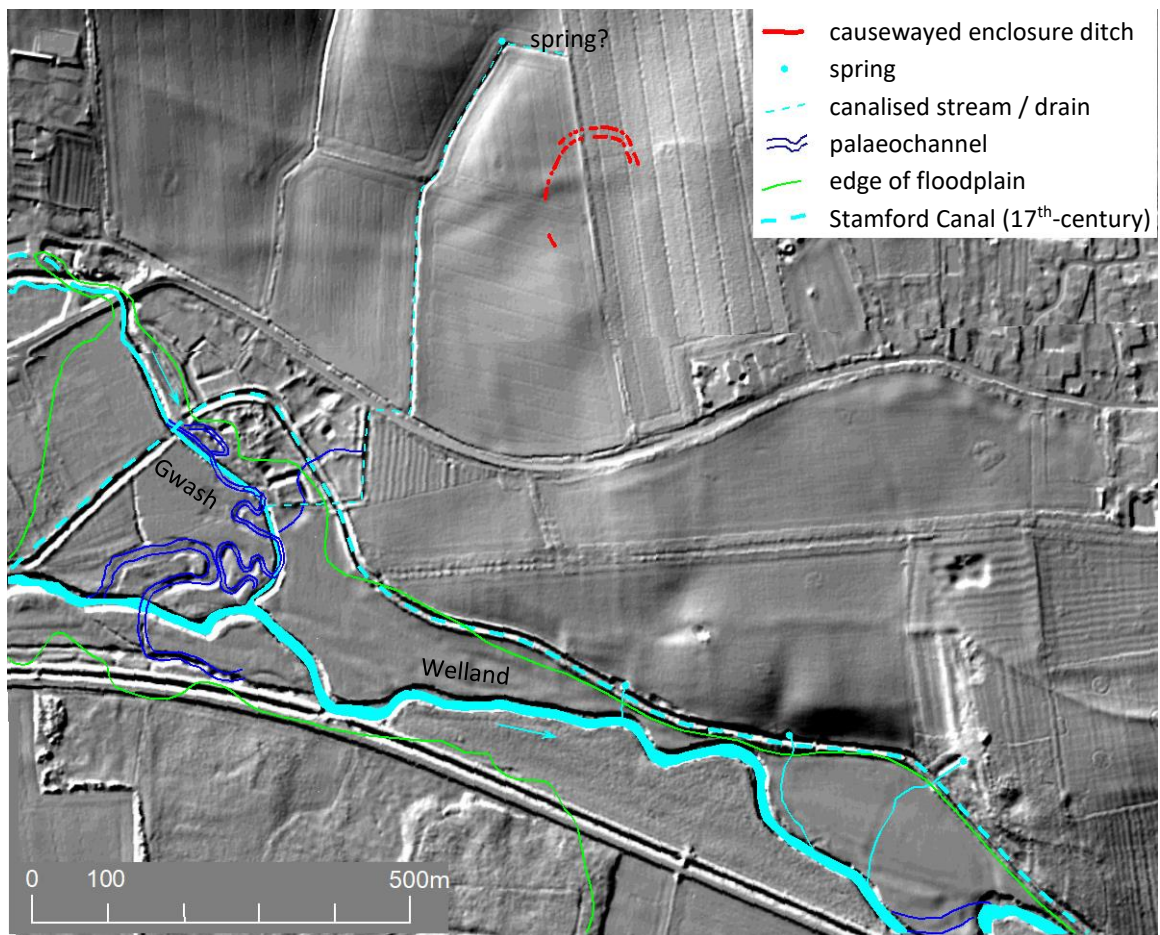 spring?
causewayed enclosure ditch
spring
canalised stream / drain
palaeochannel
edge of floodplain
Stamford Canal (17th-century)
Gwash
Welland
0 100 500m